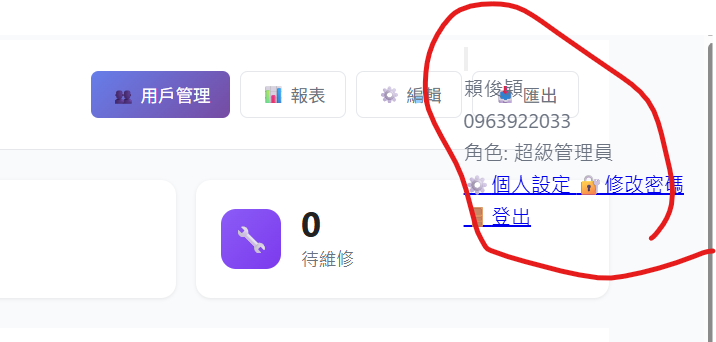 用戶管理
報表
編輯
匯出
賴俊穎
0963922033
角色: 超級管理員
個人設定 修改密碼
登出
0
待維修